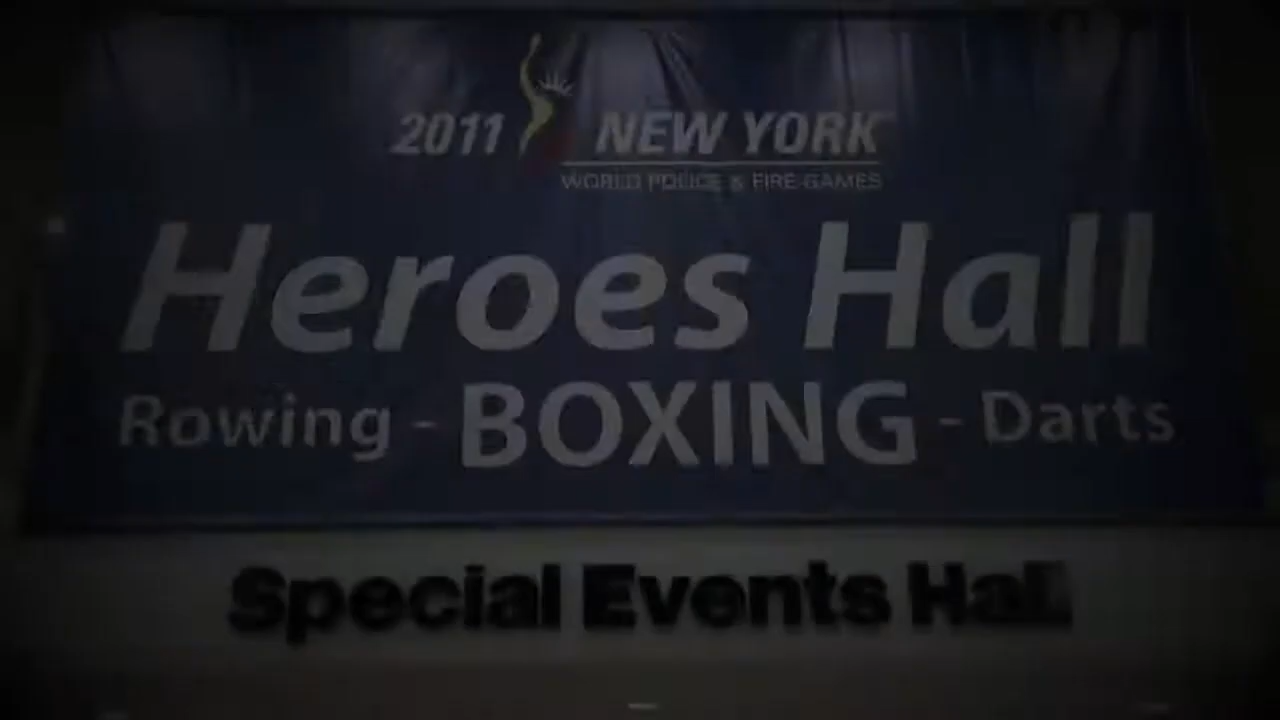 2011 NEW YORK
WORLD POLICE & FIRE GAMES
Heroes Hall
Rowing - BOXING - Darts
Special Events Hall